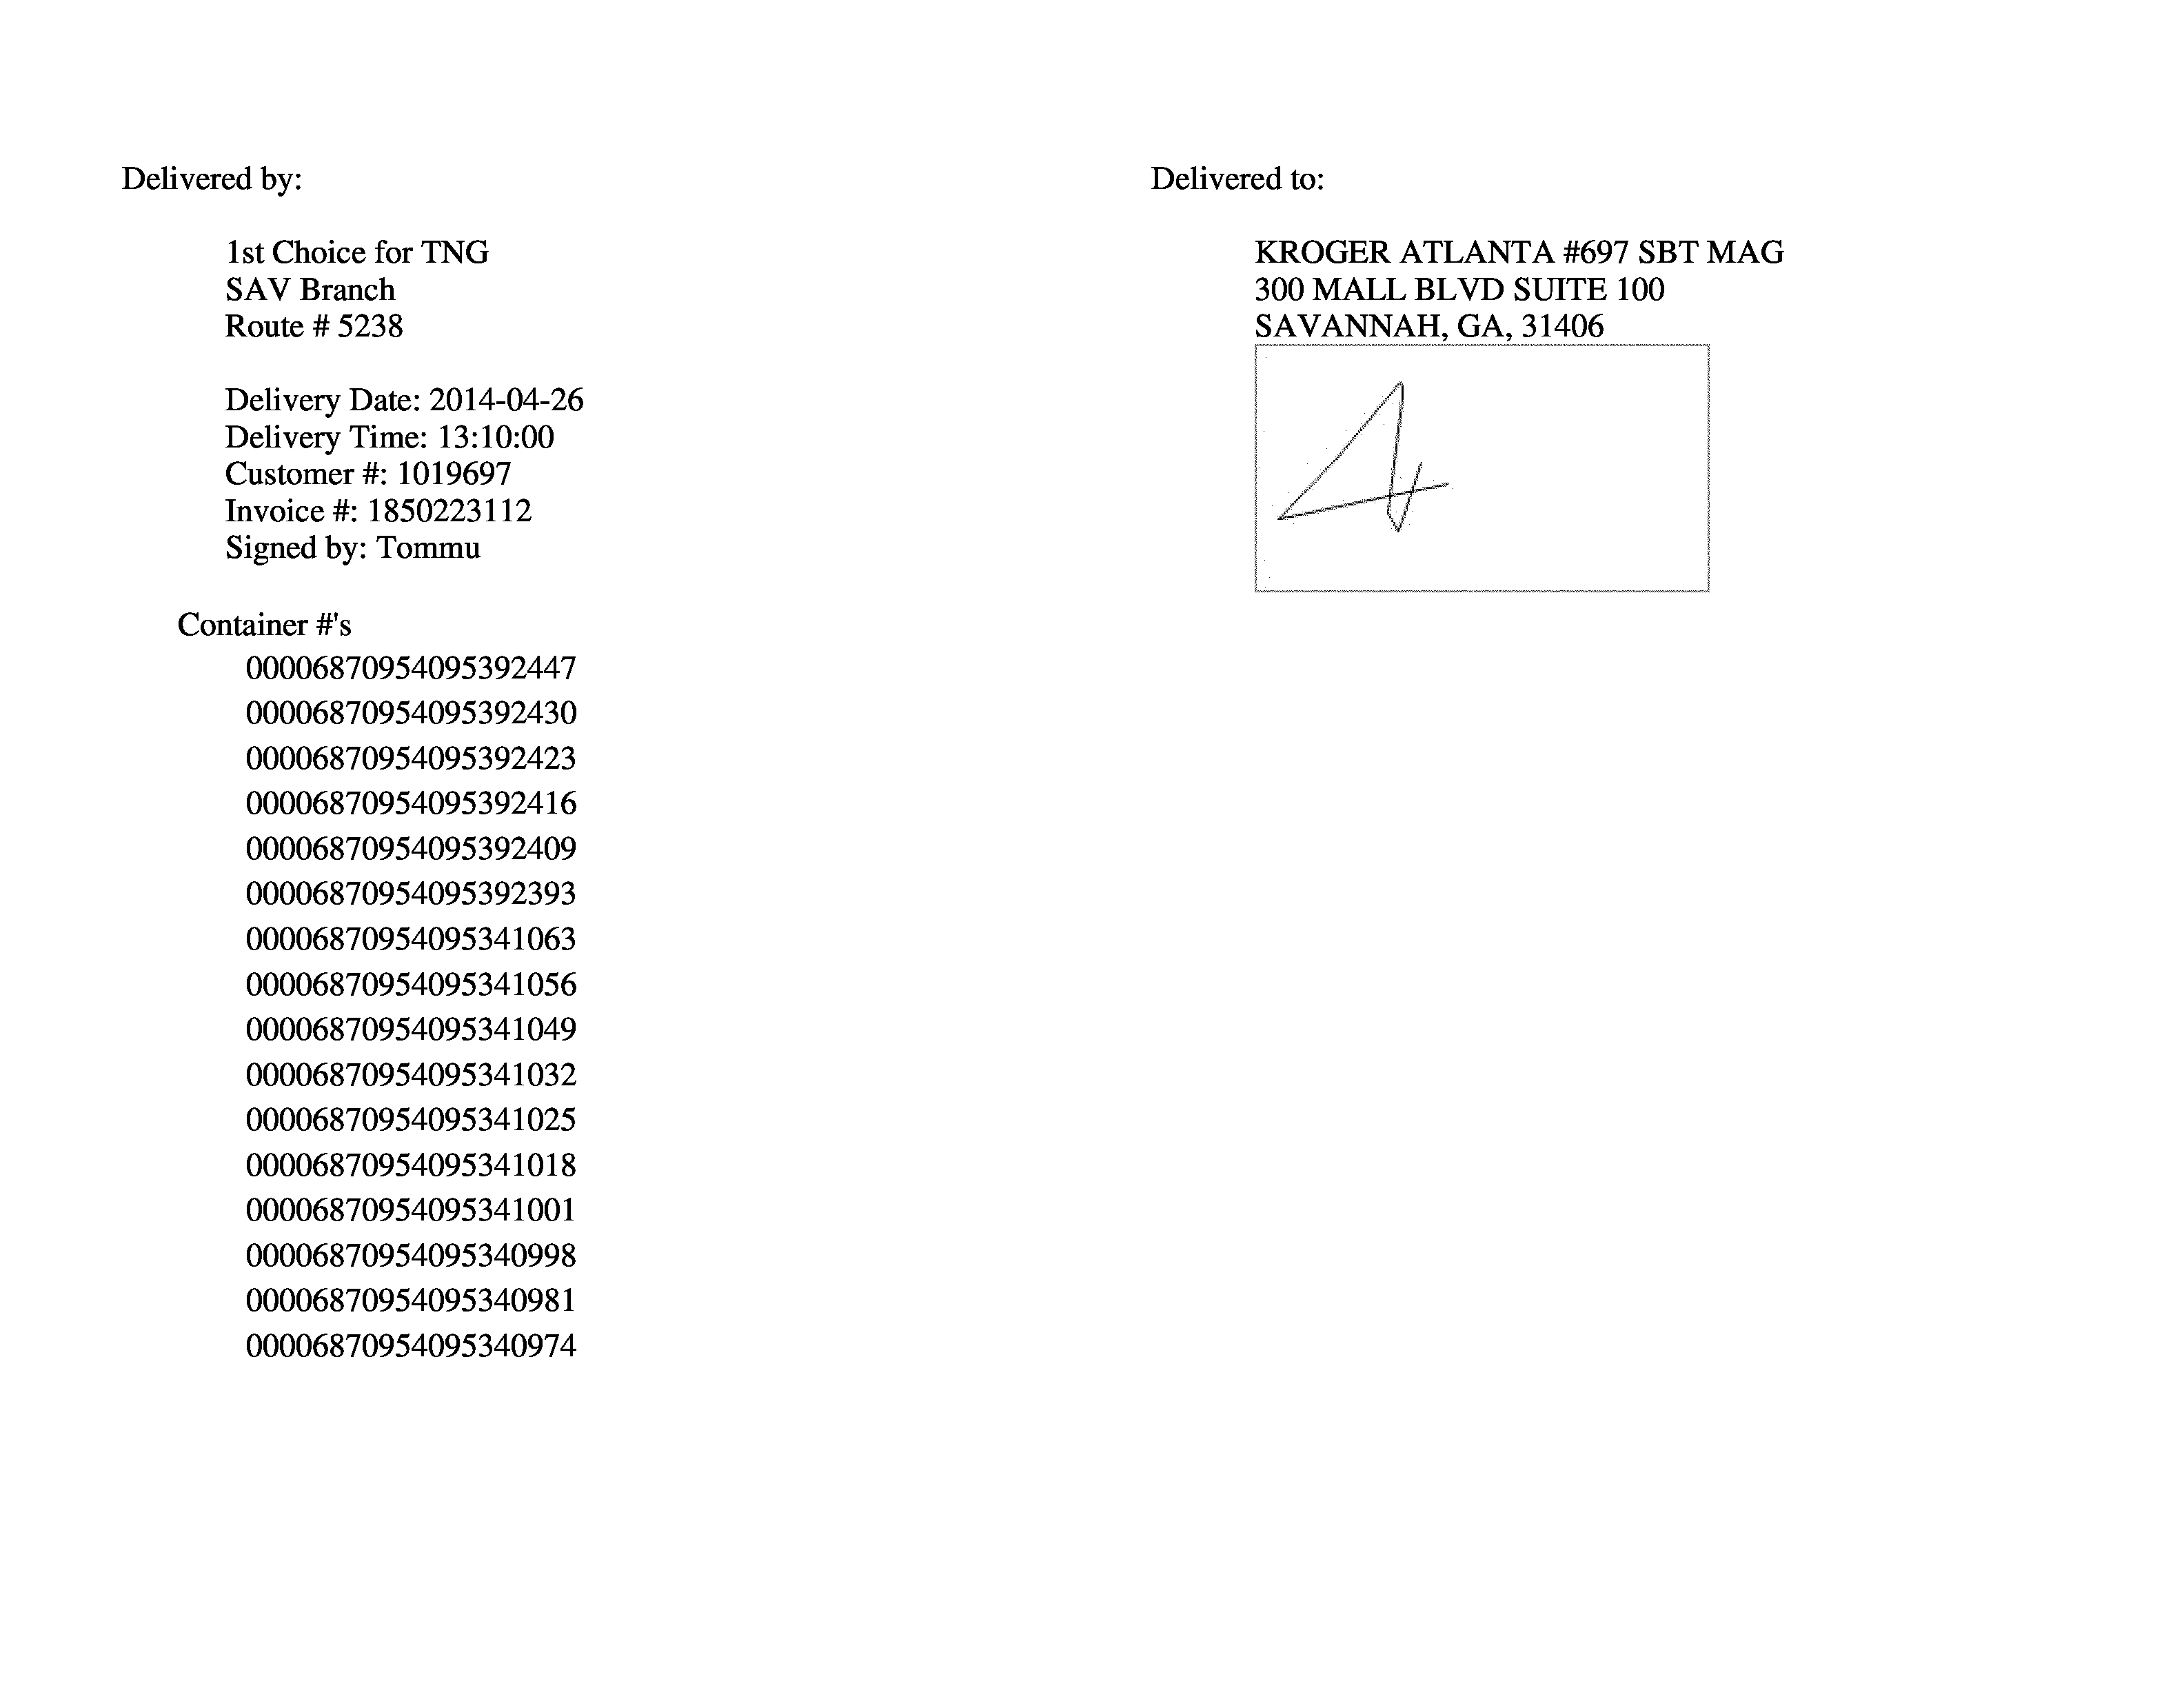 Delivered by:
1st Choice for TNG
SAV Branch
Route # 5238
Delivery Date: 2014-04-26
Delivery Time: 13:10:00
Customer #: 1019697
Invoice #: 1850223112
Signed by: Tommu
Container #'s
00006870954095392447
00006870954095392430
00006870954095392423
00006870954095392416
00006870954095392409
00006870954095392393
00006870954095341063
00006870954095341056
00006870954095341049
00006870954095341032
00006870954095341025
00006870954095341018
00006870954095341001
00006870954095340998
00006870954095340981
00006870954095340974
Delivered to:
KROGER ATLANTA #697 SBT MAG
300 MALL BLVD SUITE 100
SAVANNAH, GA, 31406